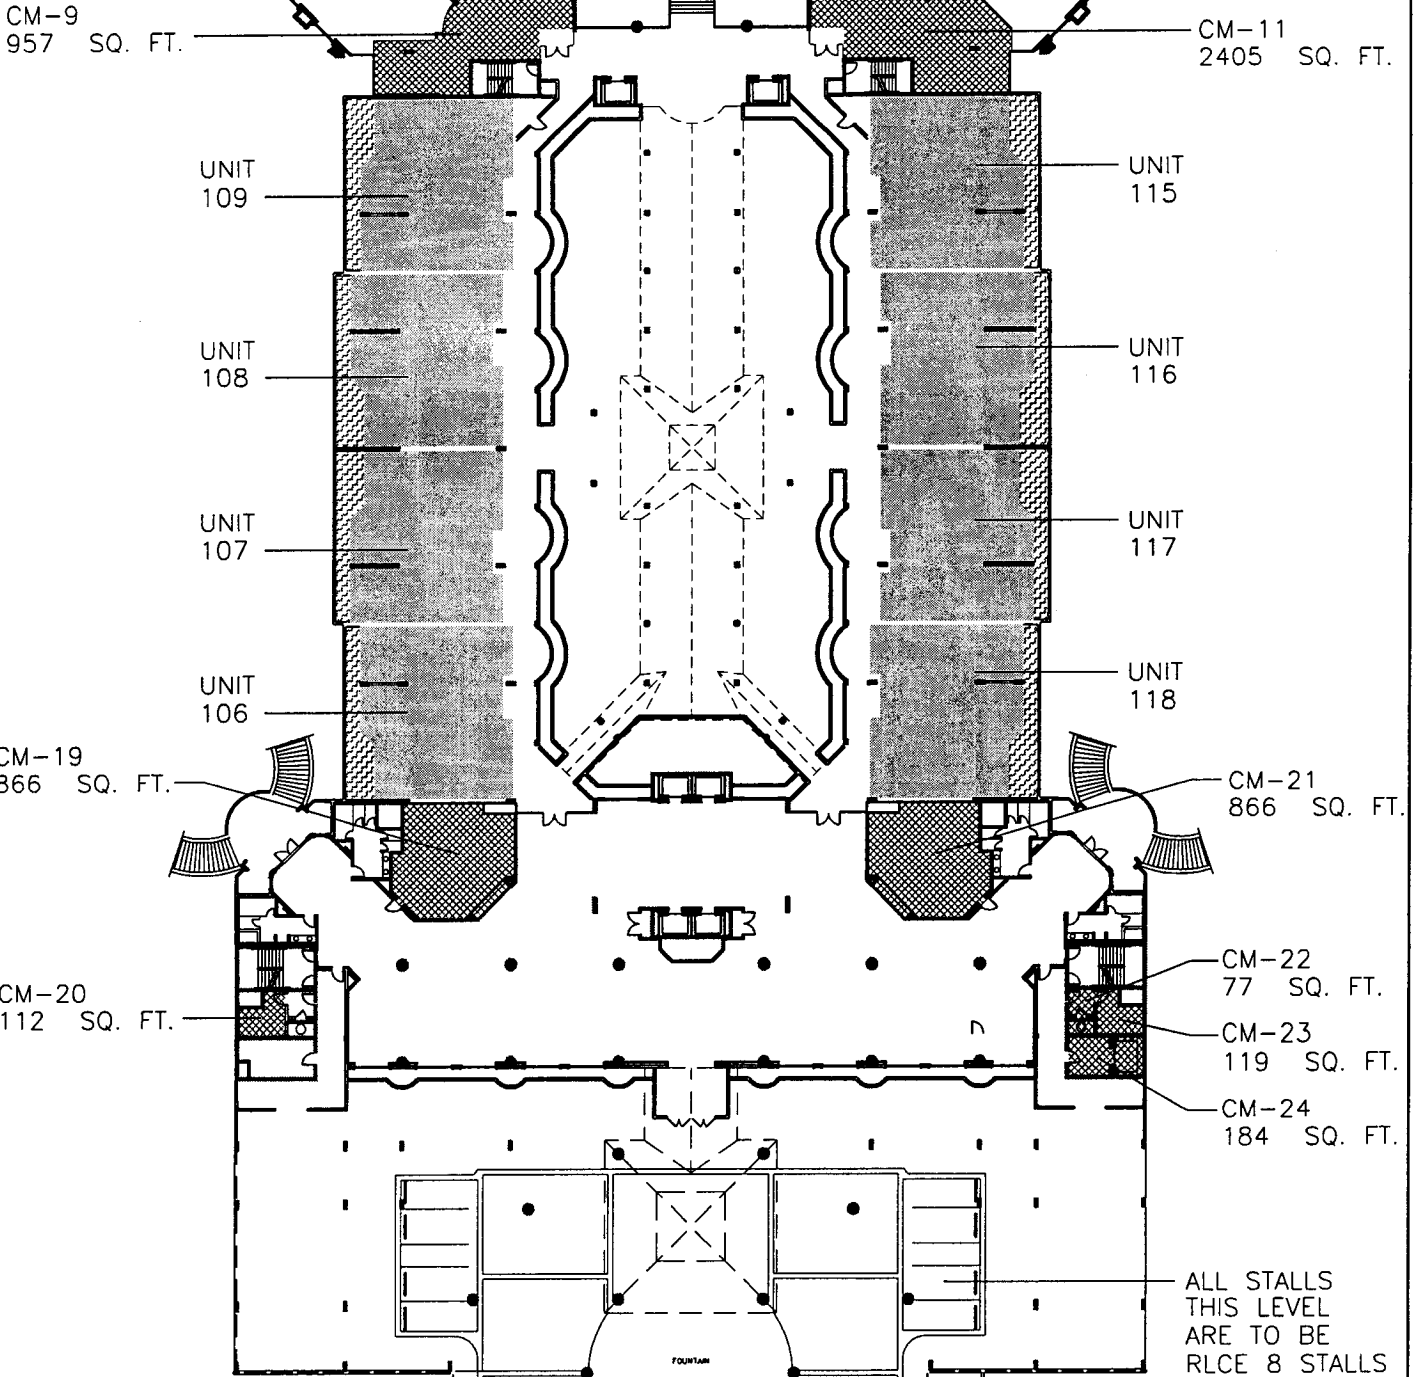 CM-9
957 SQ. FT.
CM-11
2405 SQ. FT.
UNIT
109
UNIT
115
UNIT
108
UNIT
116
UNIT
107
UNIT
117
UNIT
106
UNIT
118
CM-19
866 SQ. FT.
CM-21
866 SQ. FT.
CM-20
112 SQ. FT.
CM-22
77 SQ. FT.
CM-23
119 SQ. FT.
CM-24
184 SQ. FT.
ALL STALLS
THIS LEVEL
ARE TO BE
RLCE 8 STALLS
FOUNTAIN